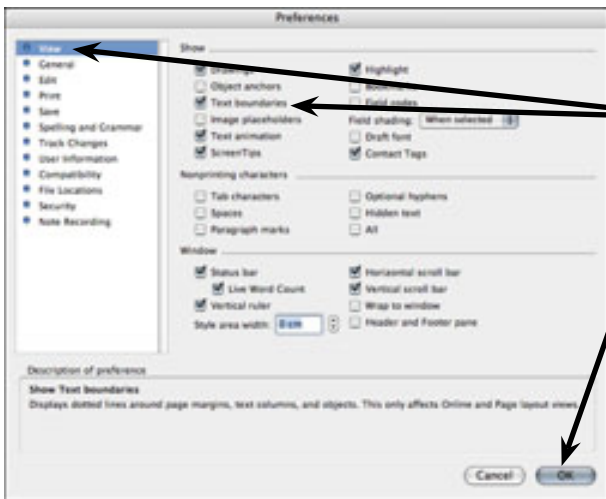 Preferences
View
General
Edit
Print
Save
Spelling and Grammar
Track Changes
User Information
Compatibility
File Locations
Security
Note Recording
Show
Drawings
Highlight
Object anchors
Text boundaries
Field codes
Image placeholders
Field shading: When selected
Text animation
Draft font
ScreenTips
Contact Tags
Nonprinting characters
Tab characters
Optional hyphens
Spaces
Hidden text
Paragraph marks
All
Window
Status bar
Horizontal scroll bar
Live Word Count
Vertical scroll bar
Vertical ruler
Wrap to window
Style area width: 0 cm
Header and Footer pane
Description of preference
Show Text boundaries
Displays dotted lines around page margins, text columns, and objects. This only affects Online and Page layout views.
Cancel
OK